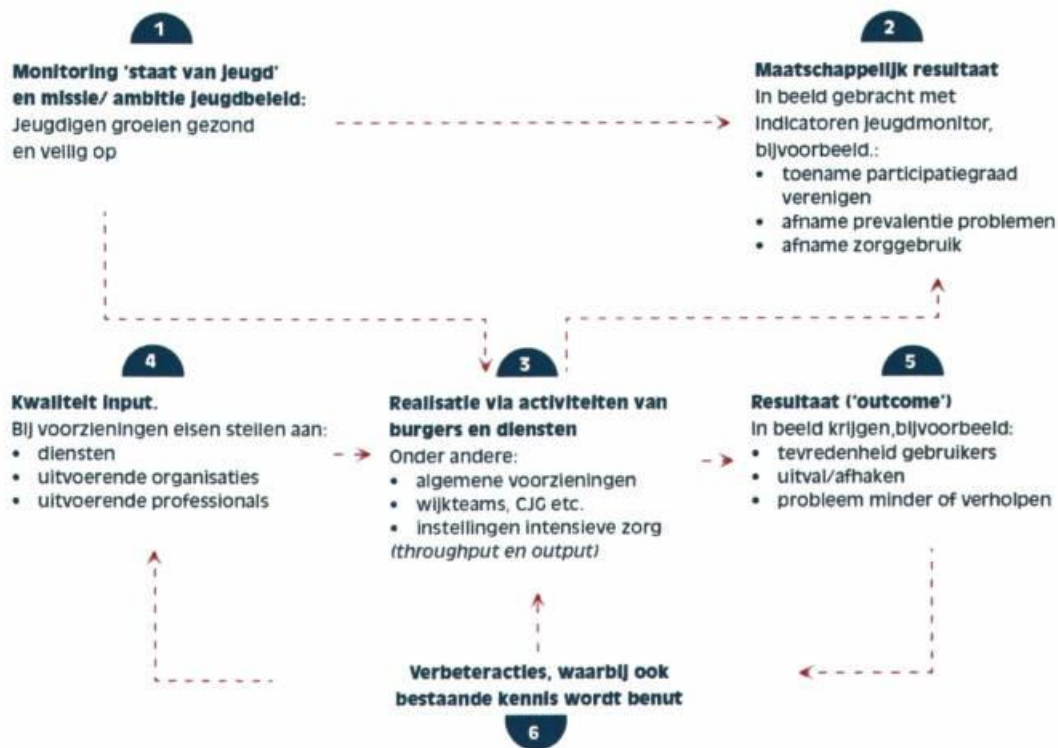 1
Monitoring 'staat van jeugd'
en missie/ ambitie jeugdbeleid:
Jeugdigen groeien gezond
en veilig op
2
Maatschappelijk resultaat
In beeld gebracht met
indicatoren jeugdmonitor,
bijvoorbeeld.:
• toename participatiegraad
verenigen
• afname prevalentie problemen
• afname zorggebruik
4
Kwaliteit input.
Bij voorzieningen eisen stellen aan:
• diensten
• uitvoerende organisaties
• uitvoerende professionals
3
Realisatie via activiteiten van
burgers en diensten
Onder andere:
• algemene voorzieningen
• wijkteams, CJG etc.
• instellingen intensieve zorg
(throughput en output)
5
Resultaat ('outcome')
In beeld krijgen,bijvoorbeeld:
• tevredenheid gebruikers
• uitval/afhaken
• probleem minder of verholpen
Verbeteracties, waarbij ook
bestaande kennis wordt benut
6